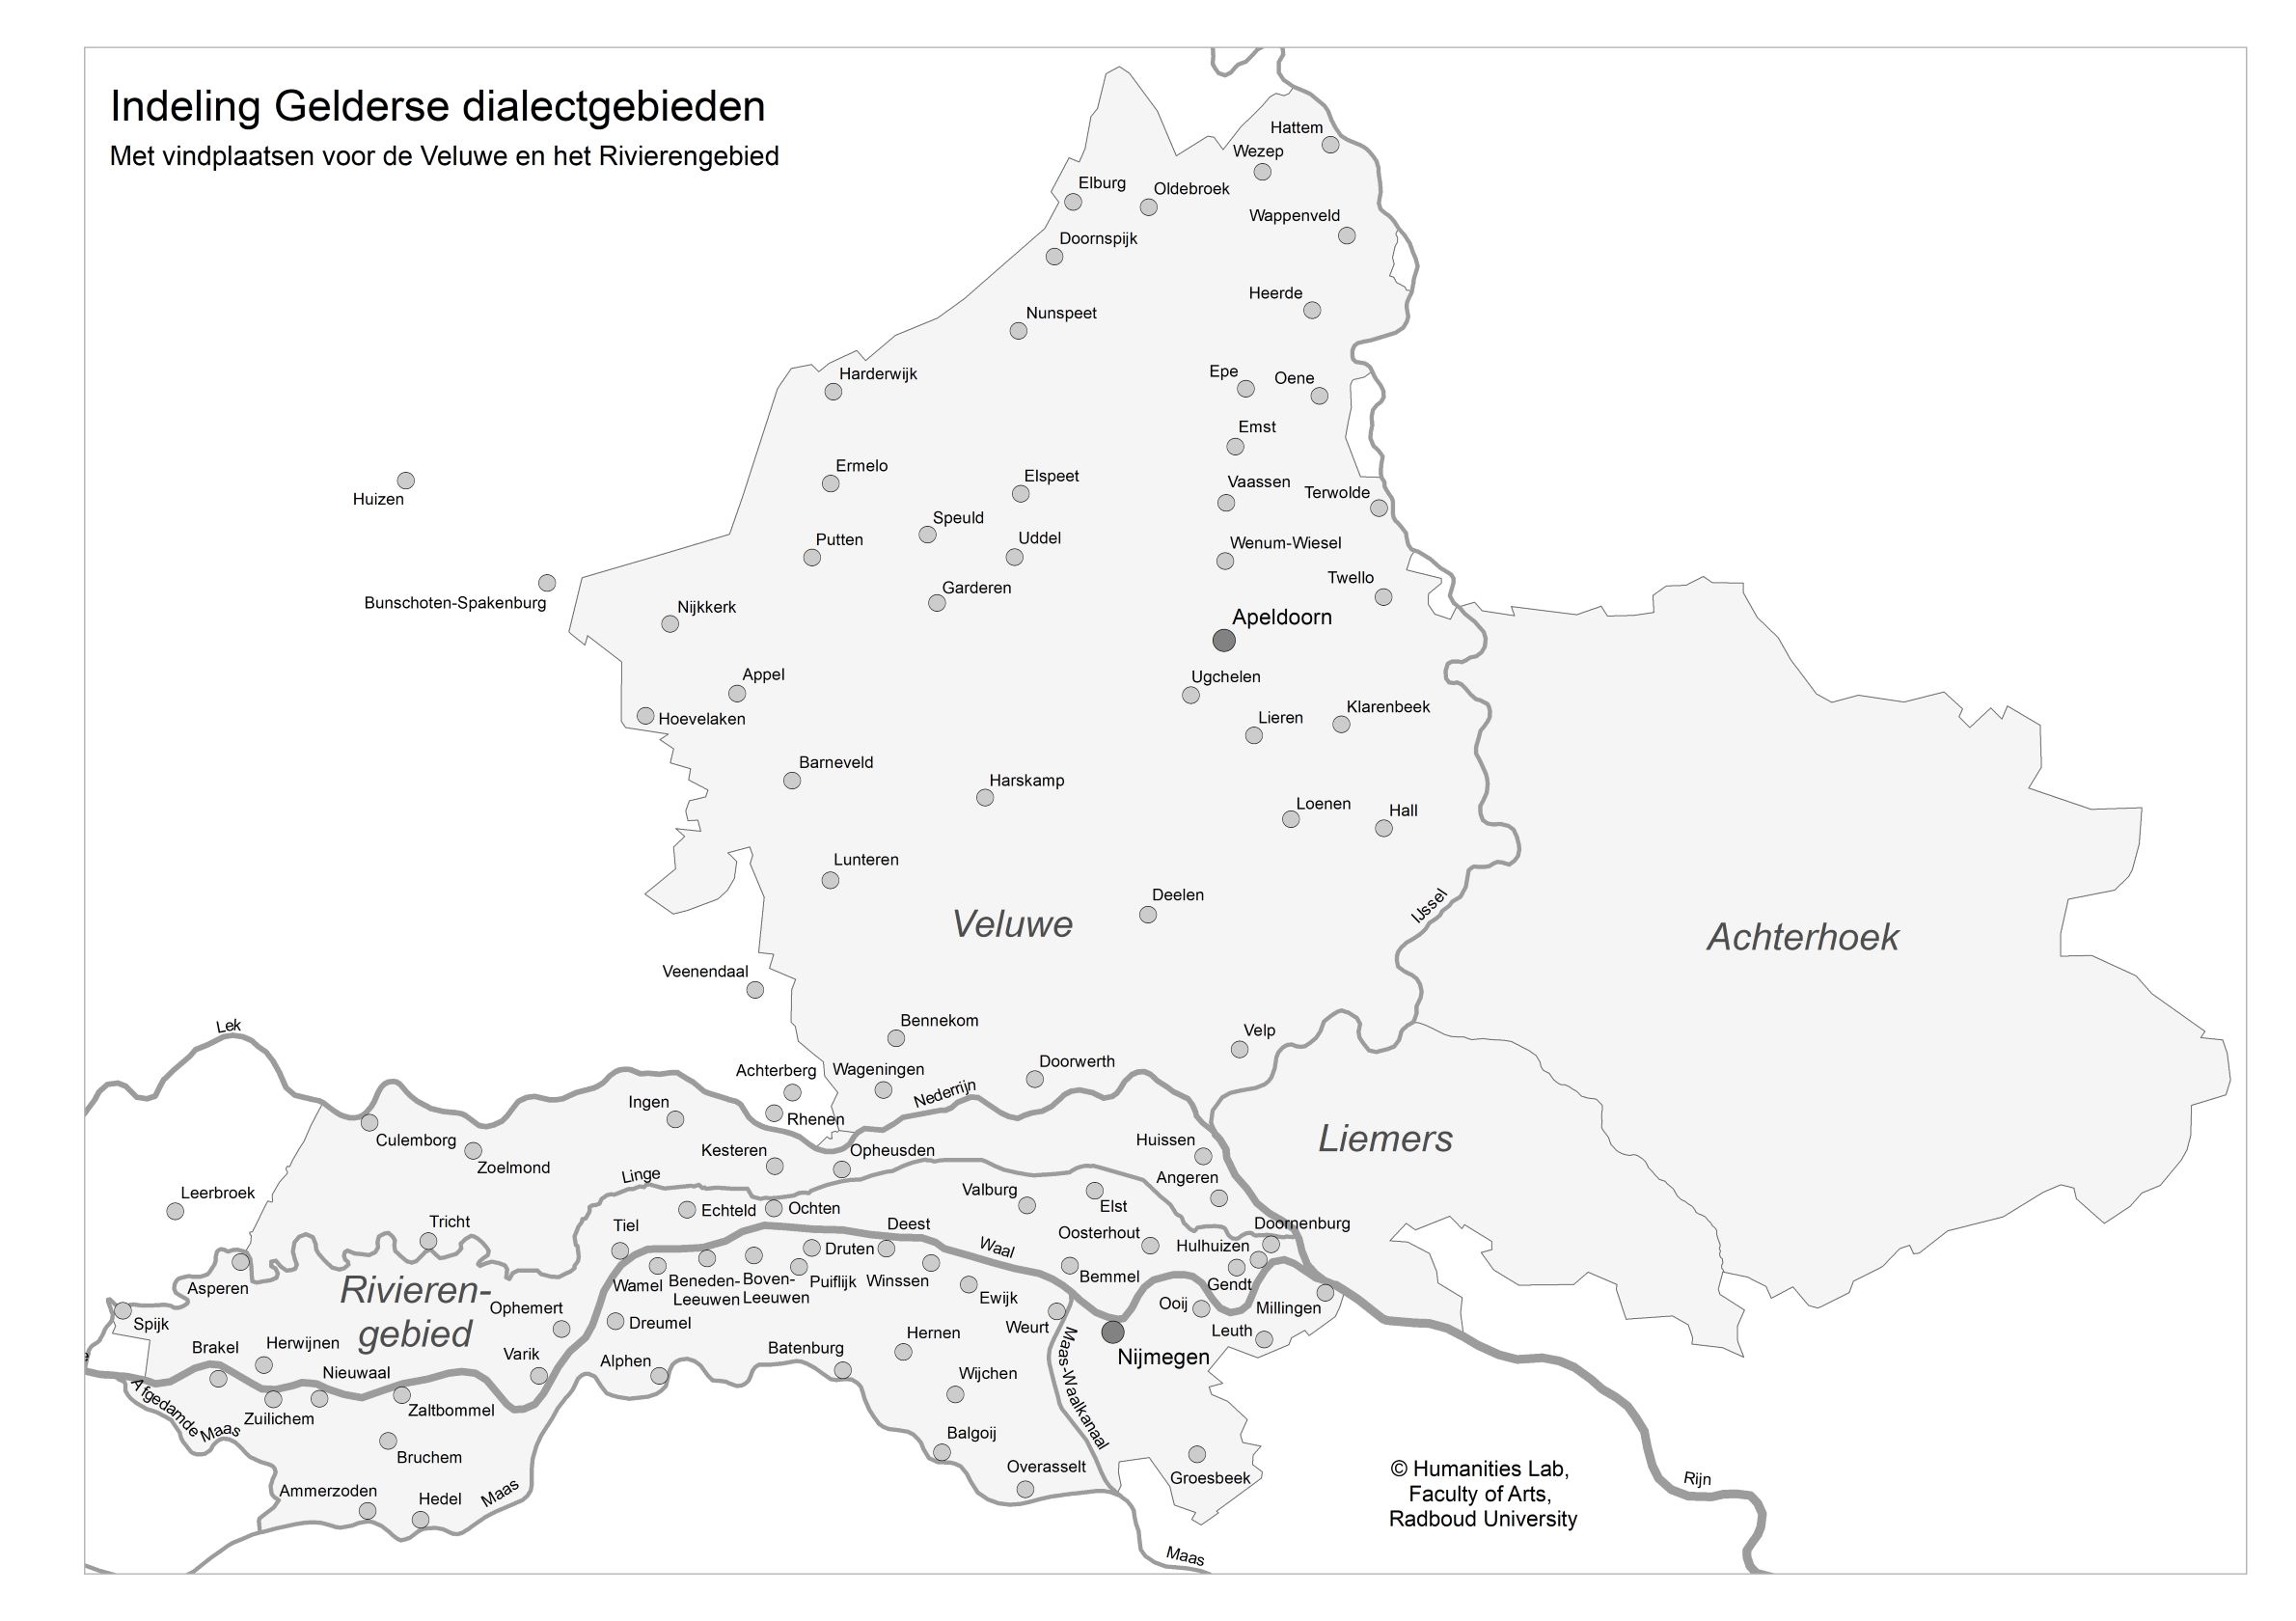 Indeling Gelderse dialectgebieden
Met vindplaatsen voor de Veluwe en het Rivierengebied
Hattem
Wezep
Elburg
Oldebroek
Wappenveld
Doornspijk
Heerde
Nunspeet
Harderwijk
Epe
Oene
Emst
Ermelo
Elspeet
Vaassen
Terwolde
Huizen
Speuld
Putten
Uddel
Wenum-Wiesel
Twello
Garderen
Bunschoten-Spakenburg
Nijkkerk
Apeldoorn
Appel
Ugchelen
Hoevelaken
Lieren
Klarenbeek
Barneveld
Harskamp
Loenen
Hall
Lunteren
Deelen
IJssel
Veluwe
Achterhoek
Veenendaal
Lek
Bennekom
Velp
Doorwerth
Achterberg
Wageningen
Nederrijn
Ingen
Rhenen
Culemborg
Zoelmond
Kesteren
Opheusden
Huissen
Liemers
Linge
Angeren
Leerbroek
Valburg
Elst
Echteld
Ochten
Tricht
Tiel
Deest
Doornenburg
Oosterhout
Waal
Hulhuizen
Druten
Asperen
Wamel
Beneden-
Leeuwen
Boven-
Leeuwen
Puiflijk
Winssen
Bemmel
Gendt
Rivieren-
gebied
Ophemert
Ewijk
Ooij
Millingen
Spijk
Dreumel
Weurt
Leuth
Brakel
Herwijnen
Hernen
Maas-Waalkanaal
Nijmegen
Varik
Alphen
Batenburg
Nieuwaal
Wijchen
Afgedamde
Maas
Zuilichem
Zaltbommel
Balgoij
Bruchem
Overasselt
Groesbeek
Ammerzoden
Hedel
Maas
Rijn
Maas
© Humanities Lab,
Faculty of Arts,
Radboud University